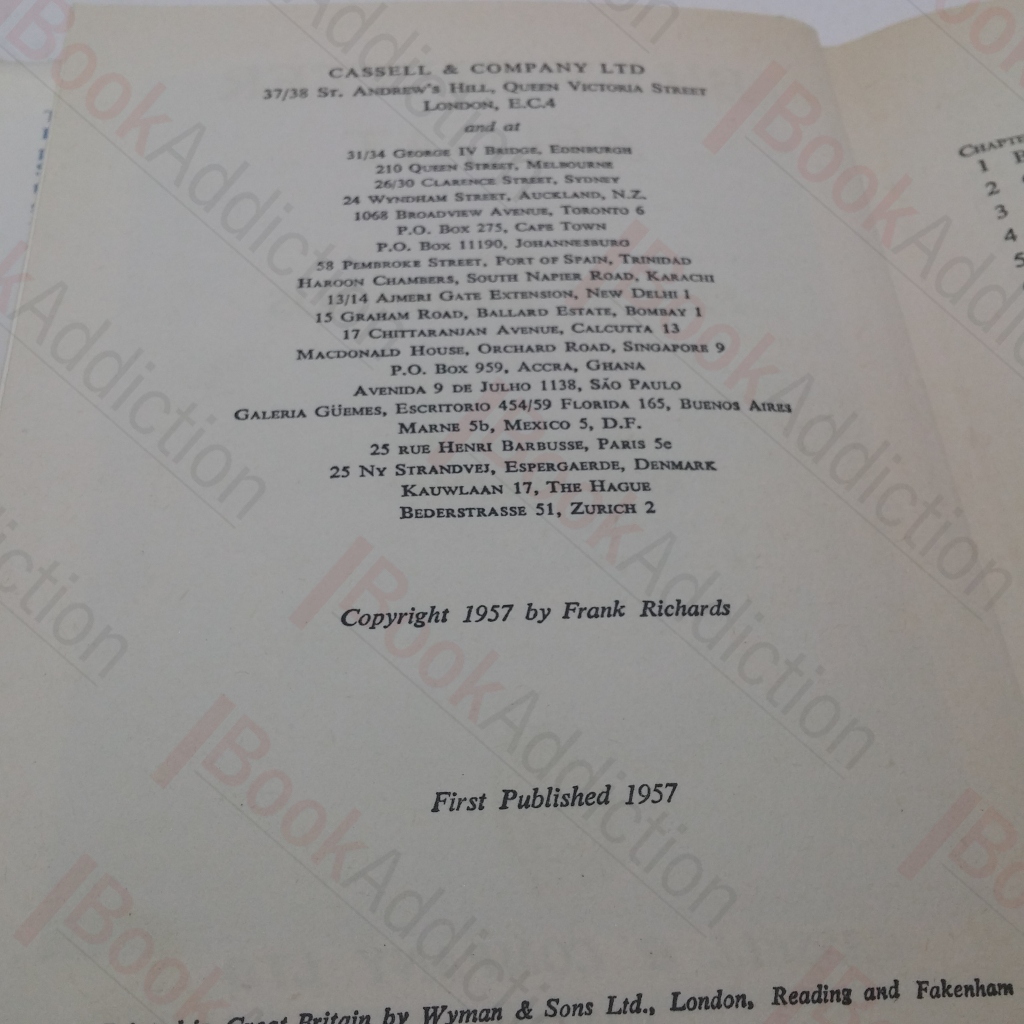 CASSELL & COMPANY LTD
37/38 ST. ANDREW'S HILL, QUEEN VICTORIA STREET
LONDON, E.C.4
and at
31/34 GEORGE IV BRIDGE, EDINBURGH
210 QUEEN STREET, MELBOURNE
26/30 CLARENCE STREET, SYDNEY
24 WYNDHAM STREET, AUCKLAND, N.Z.
1068 BROADVIEW AVENUE, TORONTO 6
P.O. BOX 275, CAPE TOWN
P.O. BOX 11190, JOHANNESBURG
58 PEMBROKE STREET, PORT OF SPAIN, TRINIDAD
HAROON CHAMBERS, SOUTH NAPIER ROAD, KARACHI
13/14 AJMERI GATE EXTENSION, NEW DELHI 1
15 GRAHAM ROAD, BALLARD ESTATE, BOMBAY 1
17 CHITTARANJAN AVENUE, CALCUTTA 13
MACDONALD HOUSE, ORCHARD ROAD, SINGAPORE 9
P.O. BOX 959, ACCRA, GHANA
AVENIDA 9 DE JULHO 1138, SÃO PAULO
GALERIA GÜEMES, ESCRITORIO 454/59 FLORIDA 165, BUENOS AIRES
MARNE 5b, MEXICO 5, D.F.
25 RUE HENRI BARBUSSE, PARIS 5e
25 NY STRANDVEJ, ESPERGAERDE, DENMARK
KAUWLAAN 17, THE HAGUE
BEDERSTRASSE 51, ZURICH 2
Copyright 1957 by Frank Richards
First Published 1957
Great Britain by Wyman & Sons Ltd., London, Reading and Fakenham
1
2
3
4
5
BookAddiction